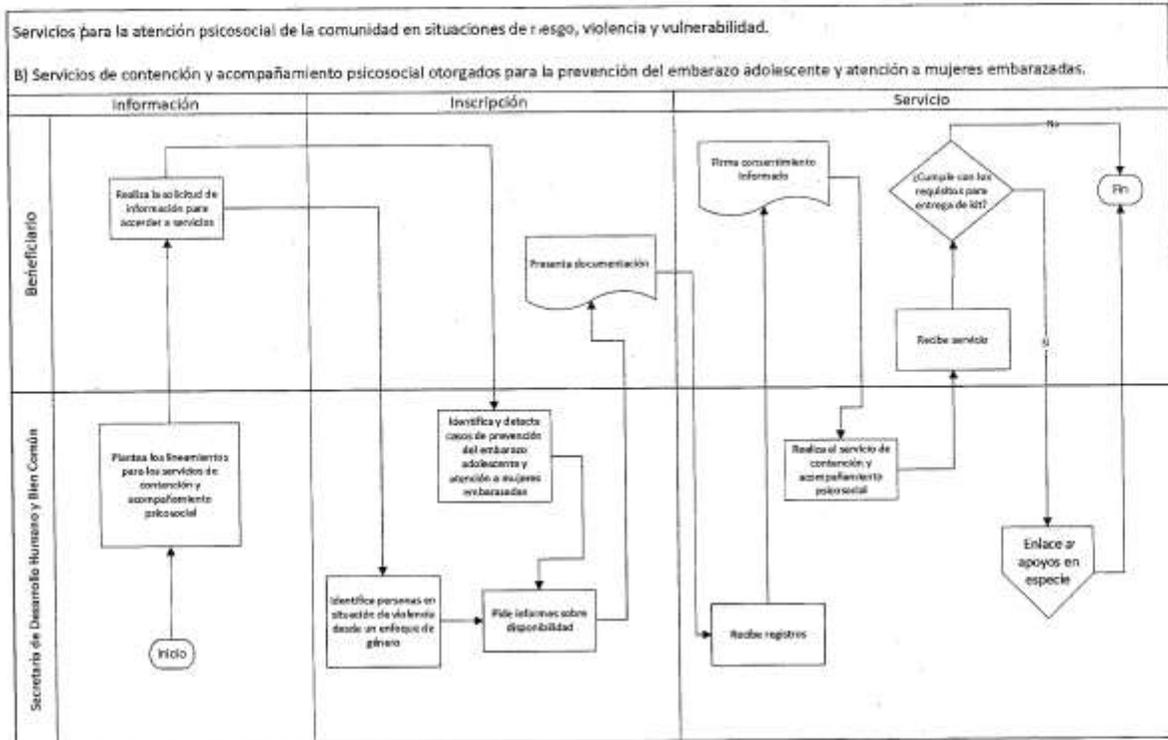 Servicios para la atención psicosocial de la comunidad en situaciones de riesgo, violencia y vulnerabilidad.
B) Servicios de contención y acompañamiento psicosocial otorgados para la prevención del embarazo adolescente y atención a mujeres embarazadas.
Información
Inscripción
Servicio
Beneficiario
Realiza la solicitud de
información para
acceder a servicios
Presenta documentación
Firma consentimiento
informado
¿Cumple con los
requisitos para
entrega de kit?
No
Fin
Recibe servicio
Si
Secretaría de Desarrollo Humano y Bien Común
Plantea los lineamientos
para los servicios de
contención y
acompañamiento
psicosocial
Inicio
Identifica y detecta
casos de prevención
del embarazo
adolescente y
atención a mujeres
embarasadas
Identifica personas en
situación de violencia
desde un enfoque de
género
Pide informes sobre
disponibilidad
Recibe registros
Realiza el servicio de
contención y
acompañamiento
psicosocial
Enlace a
apoyos en
especie